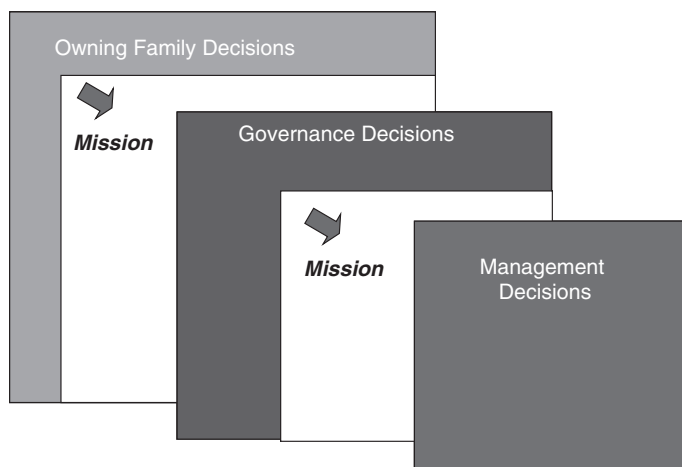 Owning Family Decisions
Mission
Governance Decisions
Mission
Management
Decisions